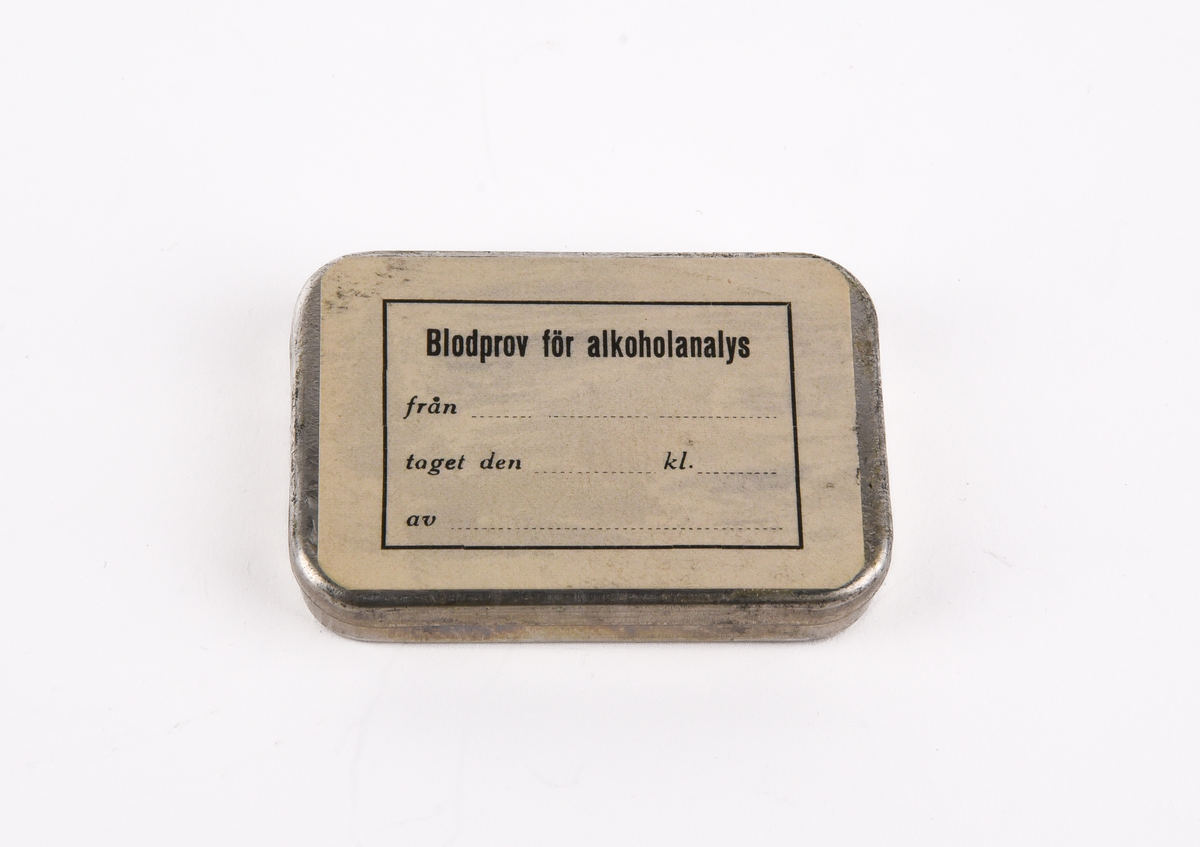 Blodprov för alkoholanalys
från
taget den kl.
av